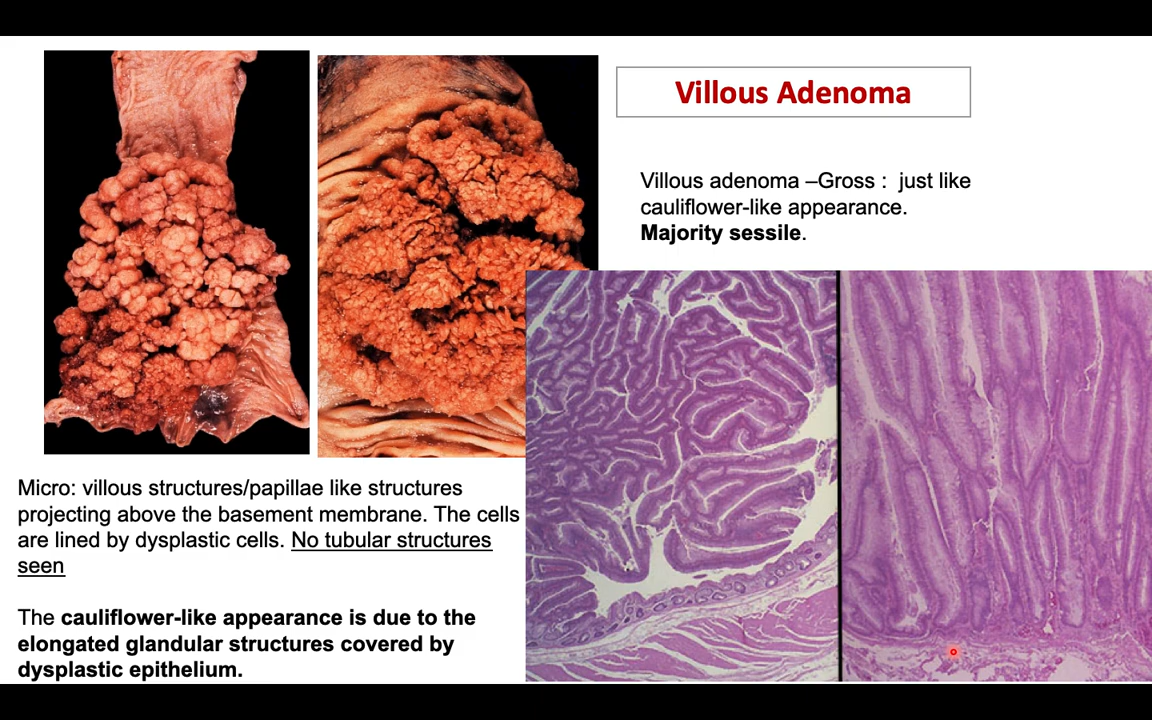 Villous Adenoma
Villous adenoma –Gross : just like
cauliflower-like appearance.
Majority sessile.
Micro: villous structures/papillae like structures
projecting above the basement membrane. The cells
are lined by dysplastic cells. No tubular structures
seen
The cauliflower-like appearance is due to the
elongated glandular structures covered by
dysplastic epithelium.